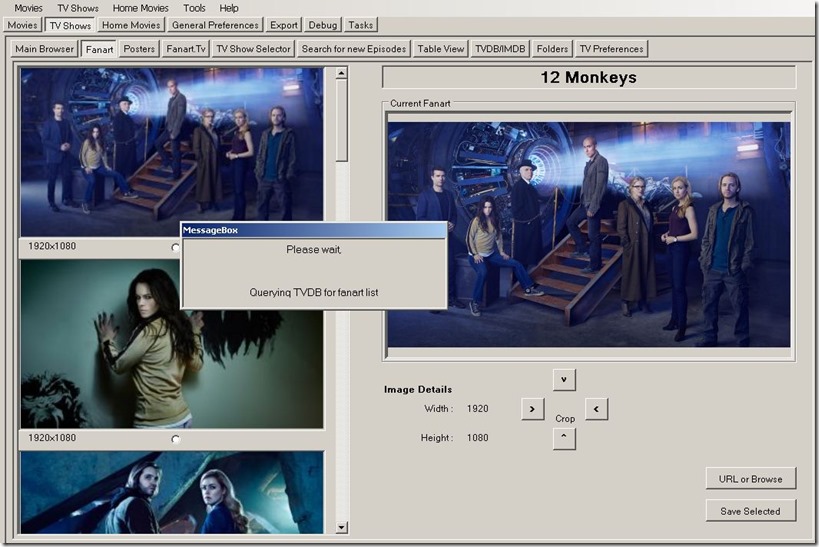 Movies TV Shows Home Movies Tools Help
Movies TV Shows Home Movies General Preferences Export Debug Tasks
Main Browser Fanart Posters Fanart.Tv TV Show Selector Search for new Episodes Table View TVDB/IMDB Folders TV Preferences
12 Monkeys
Current Fanart
1920x1080
MessageBox
Please wait,
Querying TVDB for fanart list
Image Details
Width : 1920
> Crop <
v
^
Height : 1080
1920x1080
URL or Browse
Save Selected